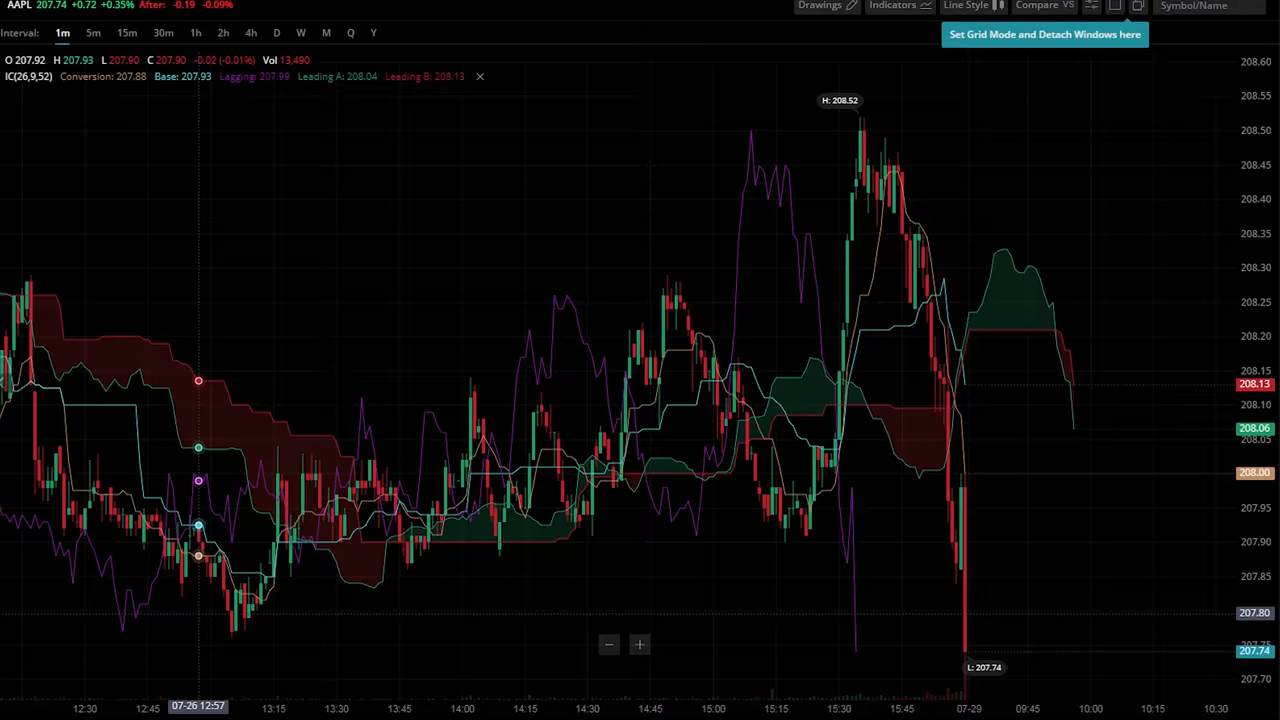 AAPL 207.74 +0.72 +0.35% After: -0.19 -0.09% Drawings Indicators Line Style Compare VS Symbol/Name
Interval: 1m 5m 15m 30m 1h 2h 4h D W M Q Y
Set Grid Mode and Detach Windows here
O 207.92 H 207.93 L 207.90 C 207.90 -0.02 (-0.01%) Vol 13,490
IC(26,9,52) Conversion: 207.88 Base: 207.93 Lagging: 207.99 Leading A: 208.04 Leading B: 208.13
208.60
208.55
H: 208.52
208.50
208.45
208.40
208.35
208.30
208.25
208.20
208.15
208.13
208.10
208.06
208.05
208.00
207.95
207.90
207.85
207.80
207.75
207.74
L: 207.74
207.70
12:30 12:45 07-26 12:57 13:15 13:30 13:45 14:00 14:15 14:30 14:45 15:00 15:15 15:30 15:45 07-29 09:45 10:00 10:15 10:30